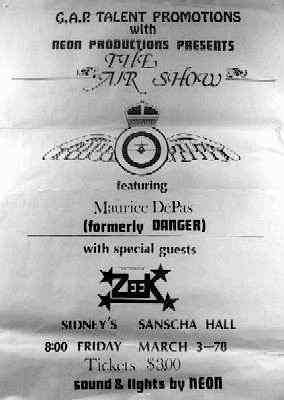 G.A.P. TALENT PROMOTIONS
with
NEON PRODUCTIONS PRESENTS
THE
AIR SHOW
featuring
Maurice DePas
(formerly DANGER)
with special guests
ZEEK
SIDNEY'S SANSCHA HALL
8:00 FRIDAY MARCH 3-78
Tickets $3.00
sound & lights by NEON